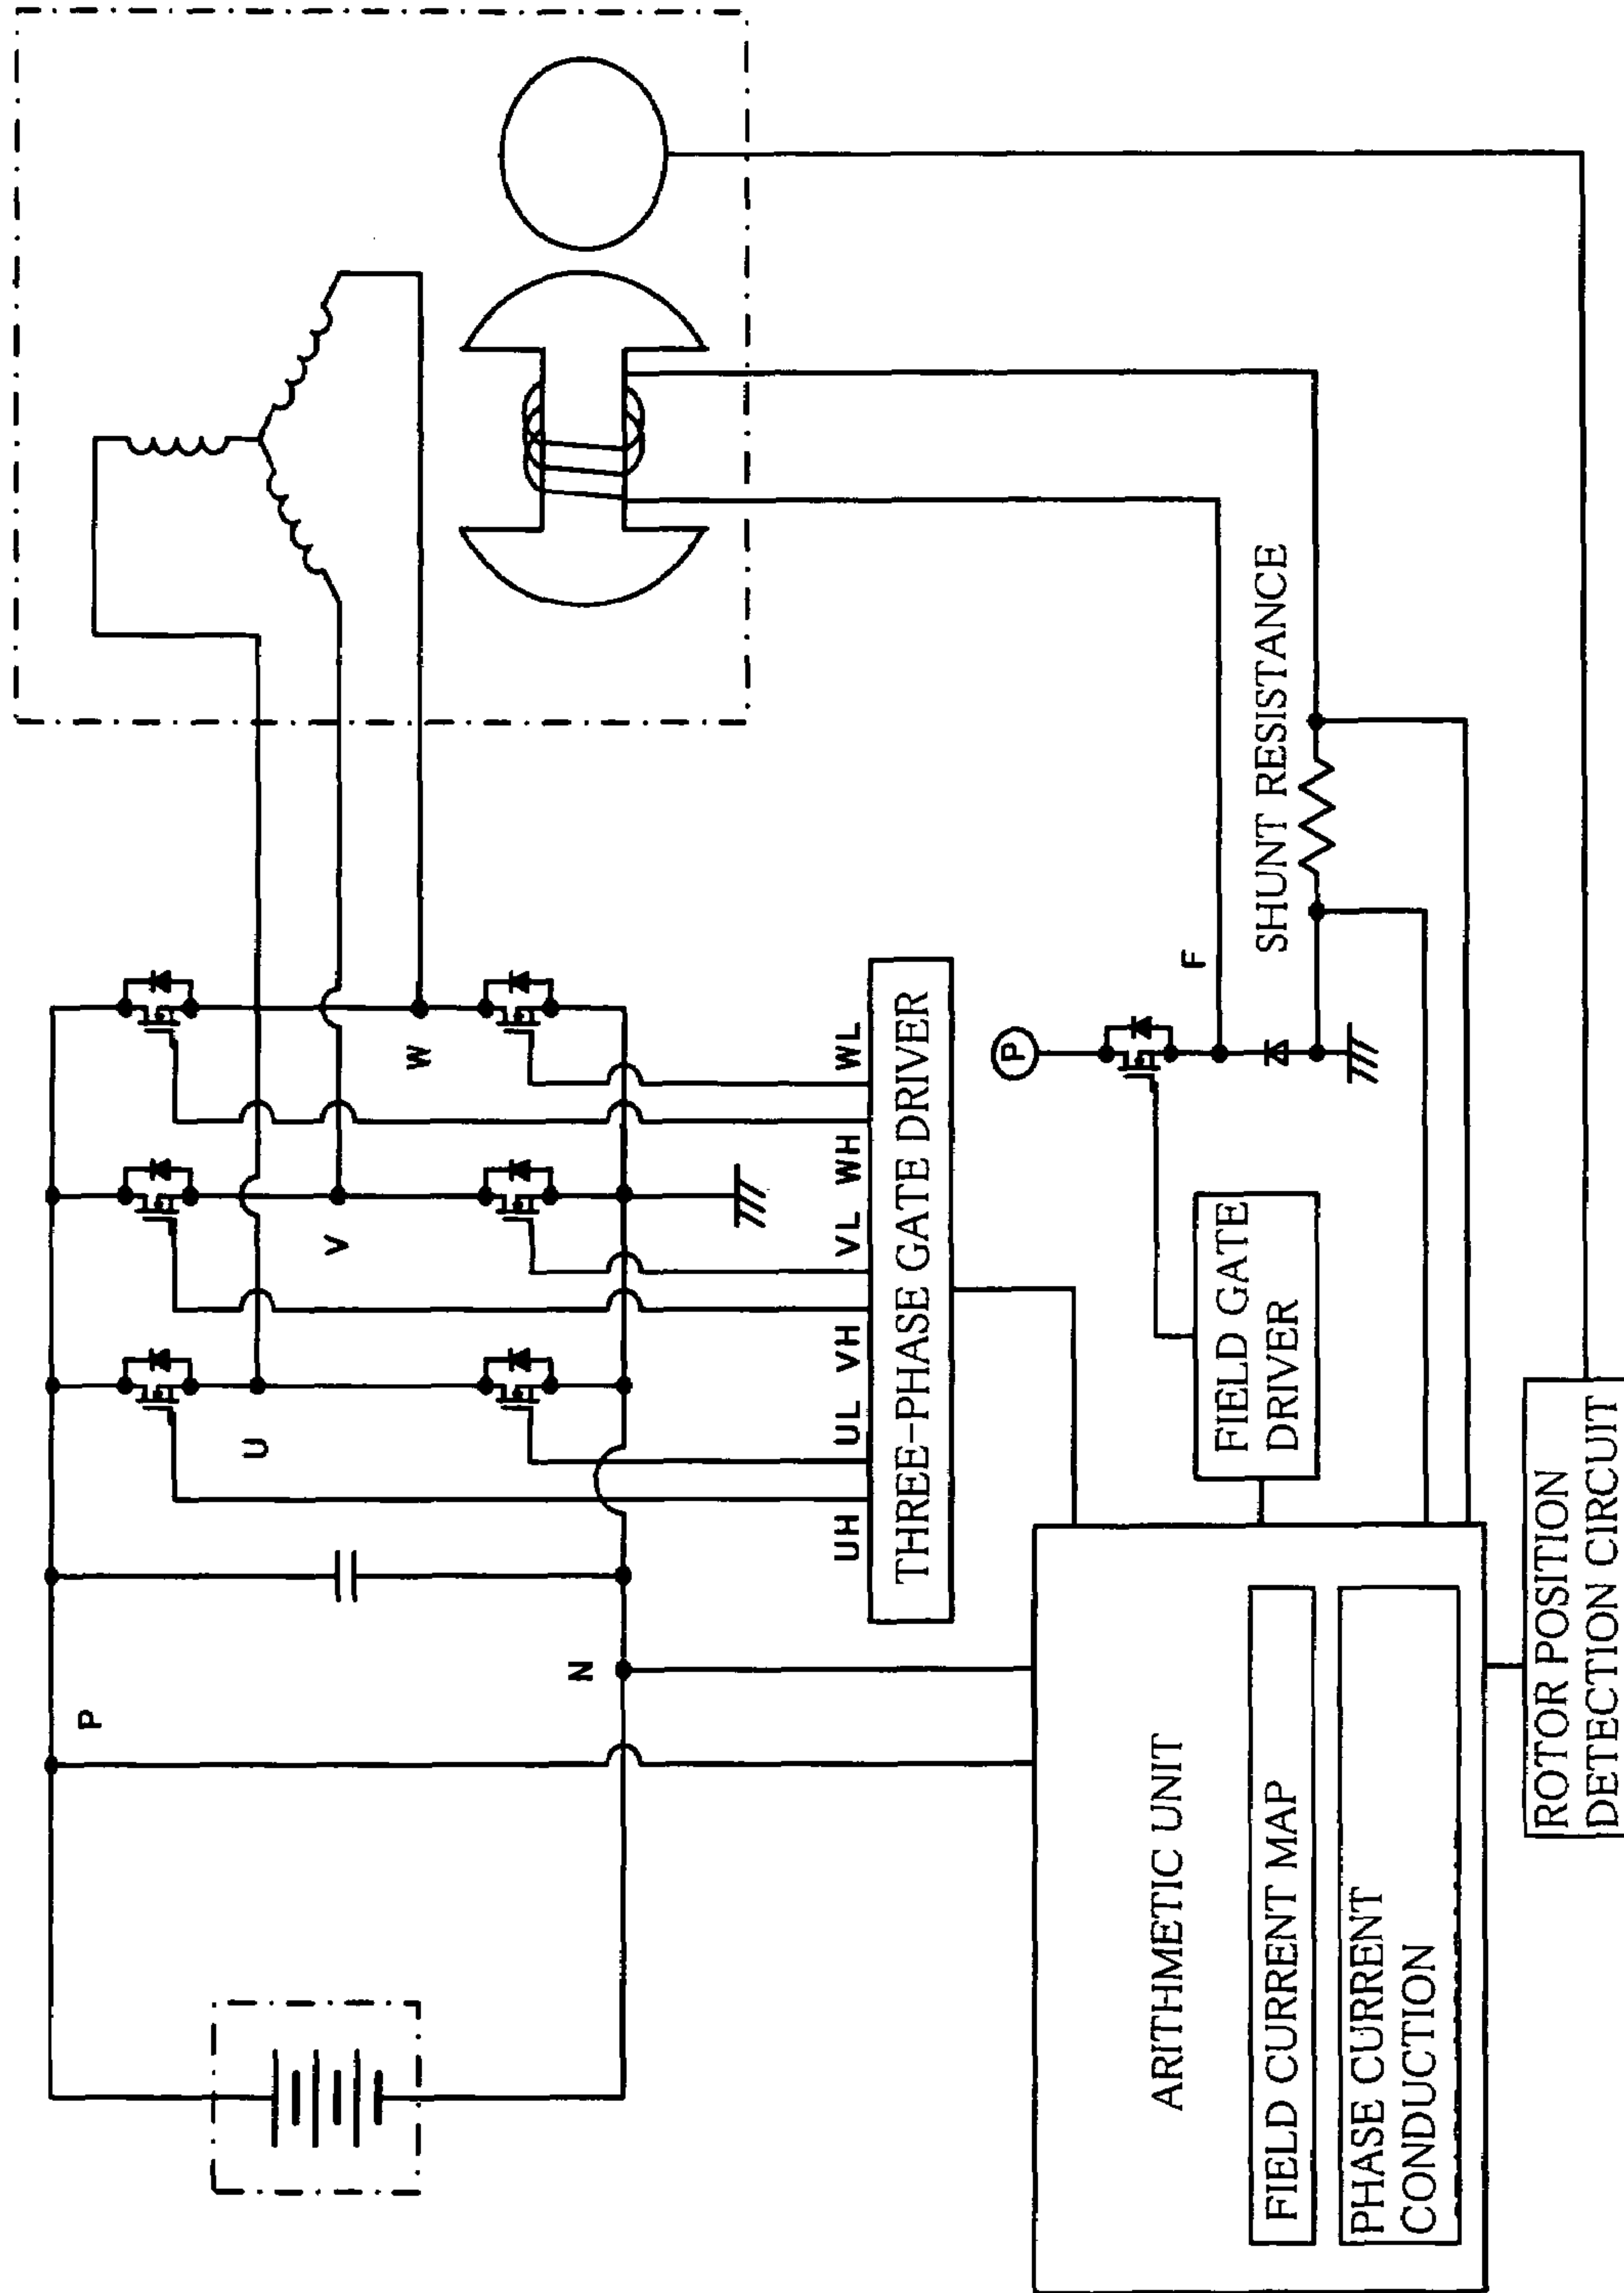 P
N
U
V
W
UH
UL
VH
VL
WH
WL
THREE-PHASE GATE DRIVER
P
F
SHUNT RESISTANCE
FIELD GATE
DRIVER
ARITHMETIC UNIT
FIELD CURRENT MAP
PHASE CURRENT
CONDUCTION
ROTOR POSITION
DETECTION CIRCUIT